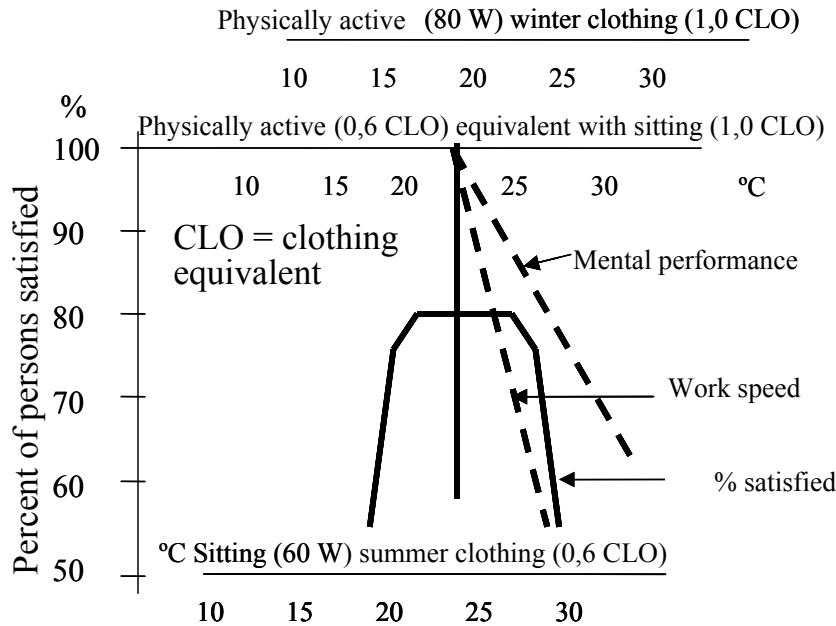 Physically active (80 W) winter clothing (1,0 CLO)
10 15 20 25 30
%
Physically active (0,6 CLO) equivalent with sitting (1,0 CLO)
100
10 15 20 25 30 ºC
90
CLO = clothing
equivalent
Mental performance
80
70
Work speed
60
% satisfied
50
ºC Sitting (60 W) summer clothing (0,6 CLO)
10 15 20 25 30
Percent of persons satisfied